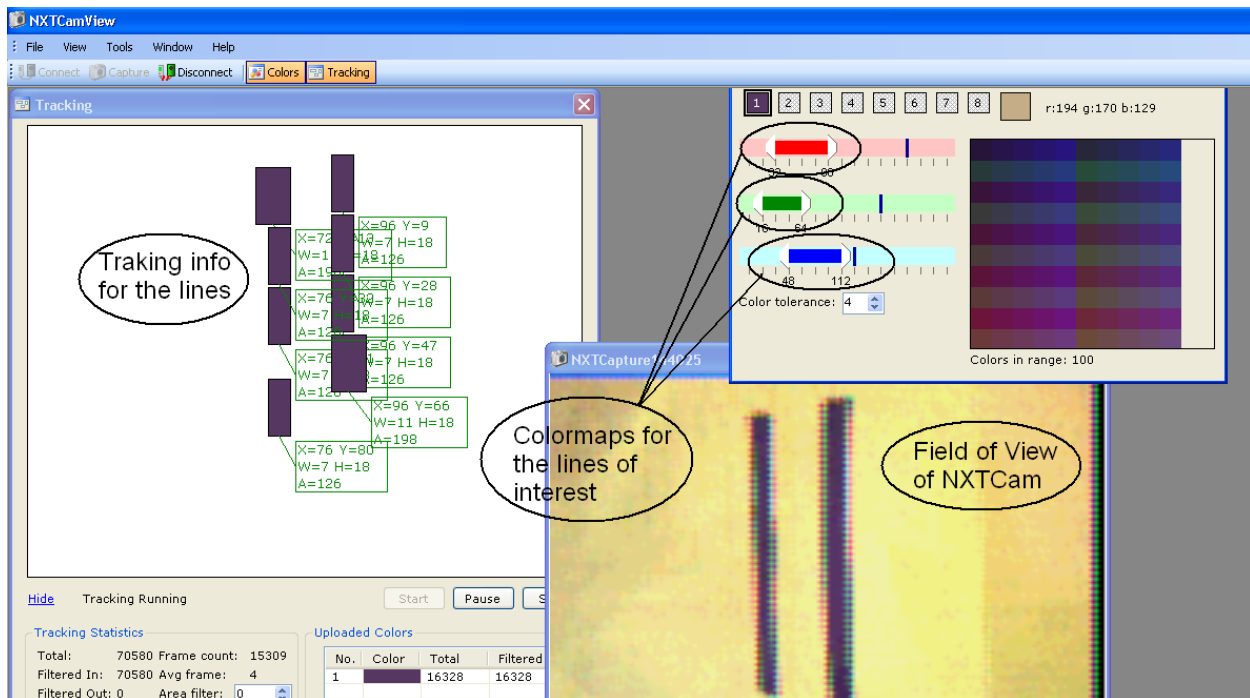 NXTCamView
File View Tools Window Help
Connect Capture Disconnect Colors Tracking
Tracking
X=96 Y=9
W=7 H=18
A=126
X=96 Y=28
W=7 H=18
A=126
X=96 Y=47
W=7 H=18
A=126
X=96 Y=66
W=11 H=18
A=198
X=76 Y=80
W=7 H=18
A=126
Traking info
for the lines
Hide Tracking Running Start Pause
Tracking Statistics
Total: 70580 Frame count: 15309
Filtered In: 70580 Avg frame: 4
Filtered Out: 0 Area filter: 0
Uploaded Colors
No. Color Total Filtered
1 16328 16328
1 2 3 4 5 6 7 8 r:194 g:170 b:129
16 64
48 112
Color tolerance: 4
Colors in range: 100
Colormaps for
the lines of
interest
Field of View
of NXTCam